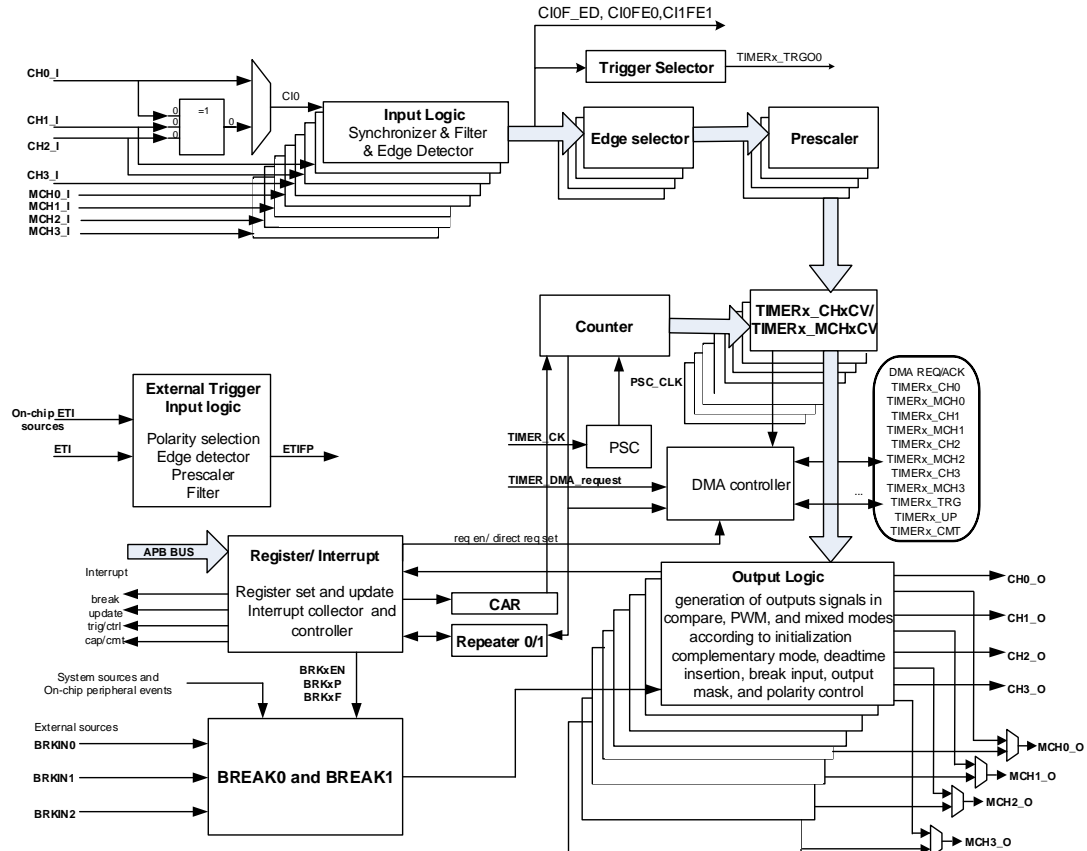 CI0F_ED, CI0FE0,CI1FE1
Trigger Selector
TIMERx_TRGO0
CH0_I
=1
0
0
0
0
CI0
CH1_I
CH2_I
CH3_I
MCH0_I
MCH1_I
MCH2_I
MCH3_I
Input Logic
Synchronizer & Filter
& Edge Detector
Edge selector
Prescaler
Counter
TIMERx_CHxCV/
TIMERx_MCHxCV
PSC_CLK
TIMER_CK
PSC
TIMER_DMA_request
DMA controller
...
DMA REQ/ACK
TIMERx_CH0
TIMERx_MCH0
TIMERx_CH1
TIMERx_MCH1
TIMERx_CH2
TIMERx_MCH2
TIMERx_CH3
TIMERx_MCH3
TIMERx_TRG
TIMERx_UP
TIMERx_CMT
On-chip ETI
sources
ETI
External Trigger
Input logic
Polarity selection
Edge detector
Prescaler
Filter
ETIFP
APB BUS
Register/ Interrupt
Register set and update
Interrupt collector and
controller
req en/ direct req set
Interrupt
break
update
trig/ctrl
cap/cmt
CAR
Repeater 0/1
BRKxEN
BRKxP
BRKxF
System sources and
On-chip peripheral events
External sources
BRKIN0
BRKIN1
BRKIN2
BREAK0 and BREAK1
Output Logic
generation of outputs signals in
compare, PWM, and mixed modes
according to initialization
complementary mode, deadtime
insertion, break input, output
mask, and polarity control
CH0_O
CH1_O
CH2_O
CH3_O
MCH0_O
MCH1_O
MCH2_O
MCH3_O